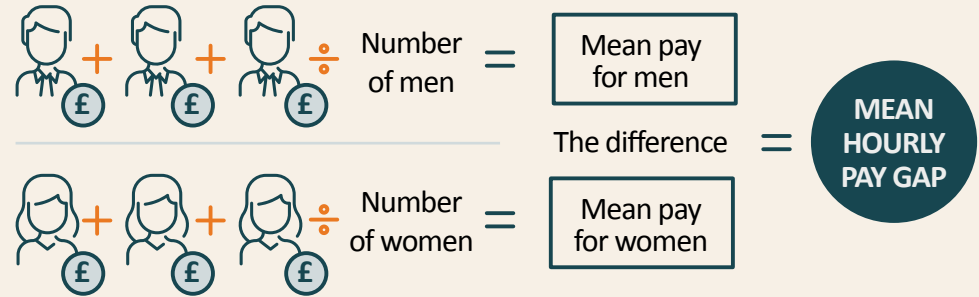 + + ÷ Number
of men
=
Mean pay
for men
£ £ £
The difference
=
MEAN
HOURLY
PAY GAP
+ + ÷ Number
of women
=
Mean pay
for women
£ £ £